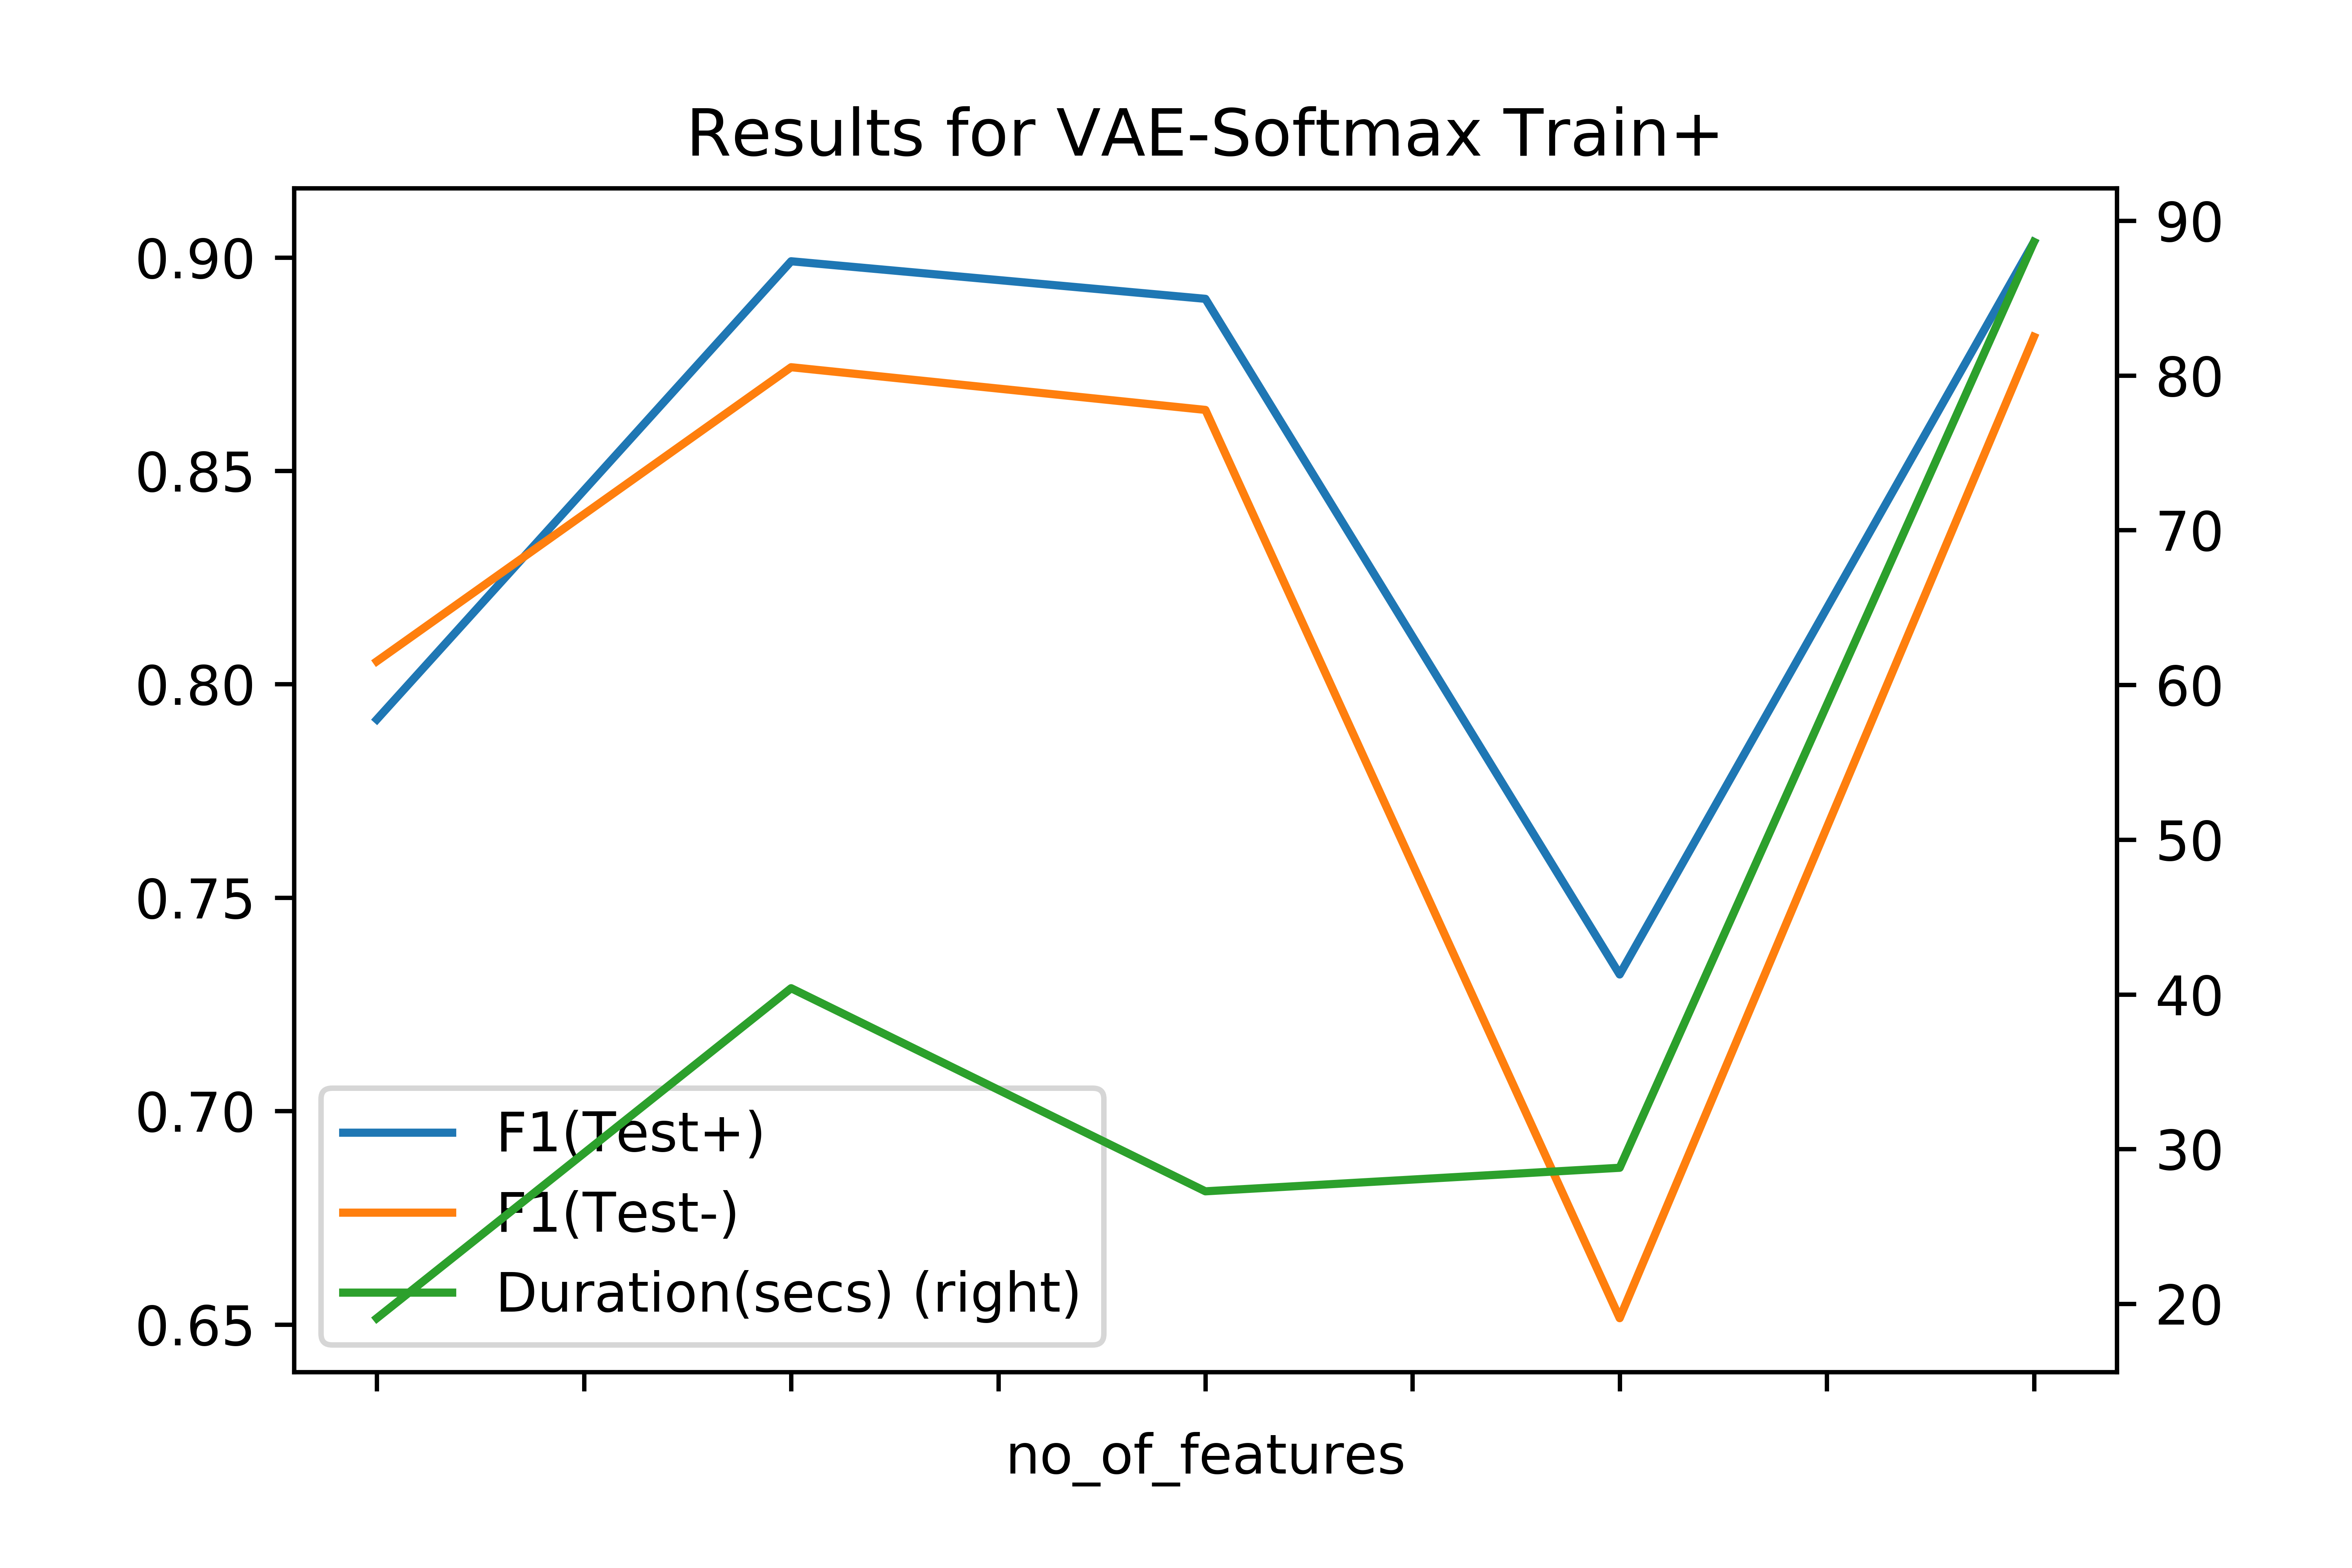 Results for VAE-Softmax Train+
0.90
0.85
0.80
0.75
0.70
0.65
90
80
70
60
50
40
30
20
F1(Test+)
F1(Test-)
Duration(secs) (right)
no_of_features